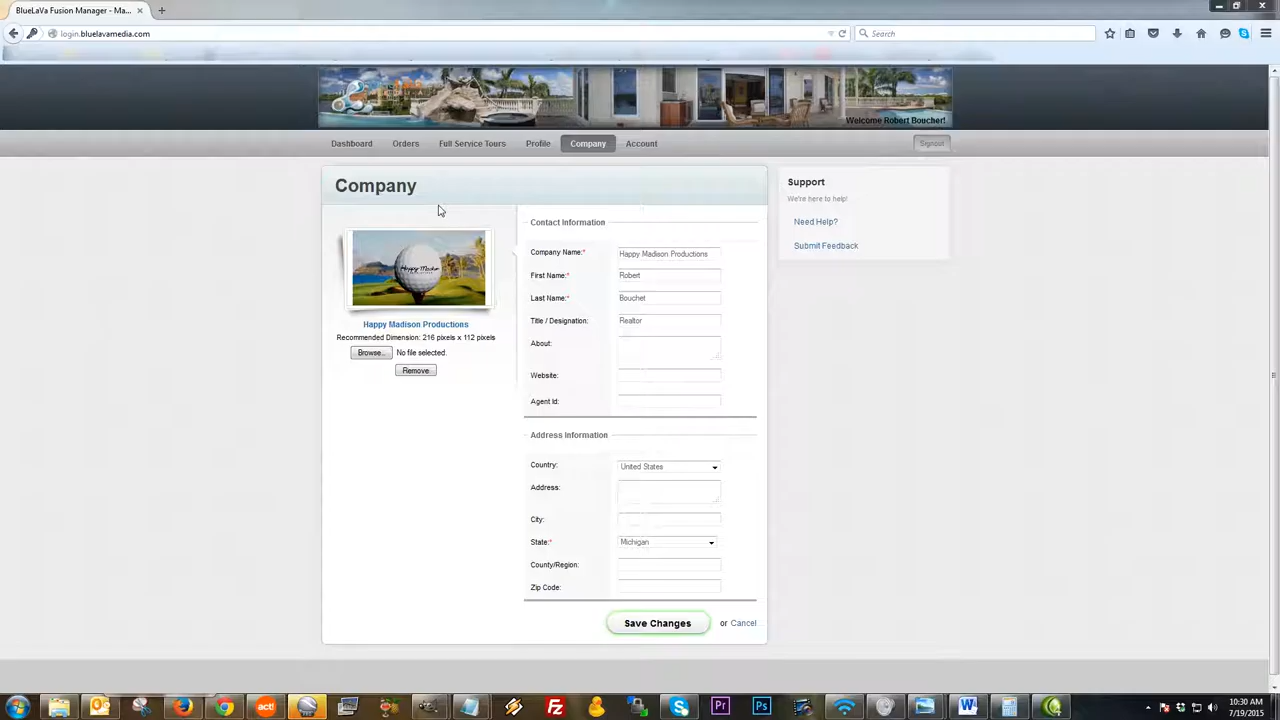 BlueLaVa Fusion Manager - Ma...
login.bluelavamedia.com
Search
Welcome Robert Boucher!
Dashboard Orders Full Service Tours Profile Company Account Signout
Company
Happy Madison Productions
Recommended Dimension: 216 pixels x 112 pixels
Browse.. No file selected.
Remove
Contact Information
Company Name:* Happy Madison Productions
First Name:* Robert
Last Name:* Bouchet
Title / Designation: Realtor
About:
Website:
Agent Id:
Address Information
Country: United States
Address:
City:
State:* Michigan
County/Region:
Zip Code:
Save Changes or Cancel
Support
We're here to help!
Need Help?
Submit Feedback
act!
Fz
Pr
Ps
10:30 AM
7/19/2015